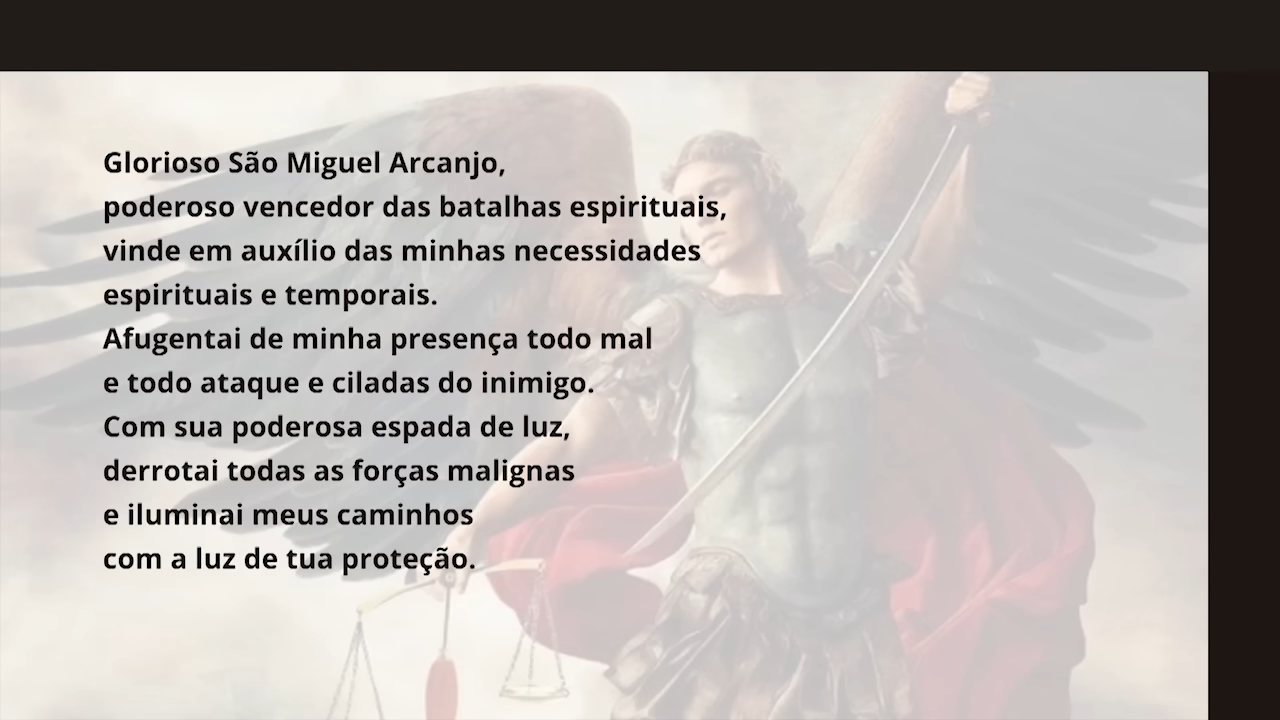 Glorioso São Miguel Arcanjo,
poderoso vencedor das batalhas espirituais,
vinde em auxílio das minhas necessidades
espirituais e temporais.
Afugentai de minha presença todo mal
e todo ataque e ciladas do inimigo.
Com sua poderosa espada de luz,
derrotai todas as forças malignas
e iluminai meus caminhos
com a luz de tua proteção.